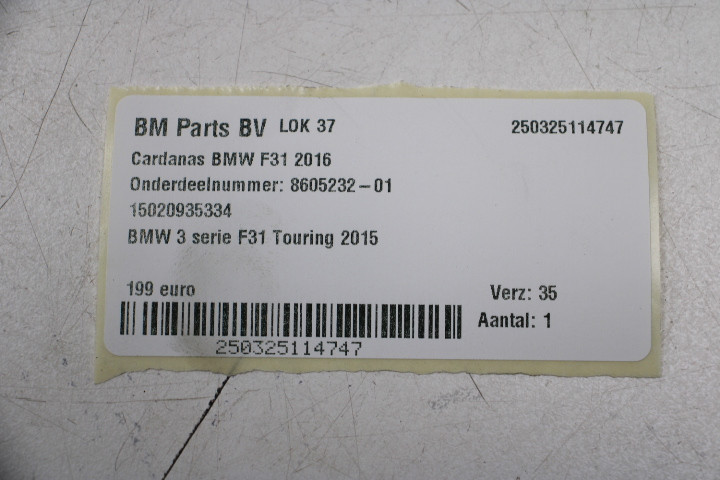 BM Parts BV LOK 37 250325114747
Cardanas BMW F31 2016
Onderdeelnummer: 8605232-01
15020935334
BMW 3 serie F31 Touring 2015
199 euro Verz: 35
Aantal: 1
250325114747